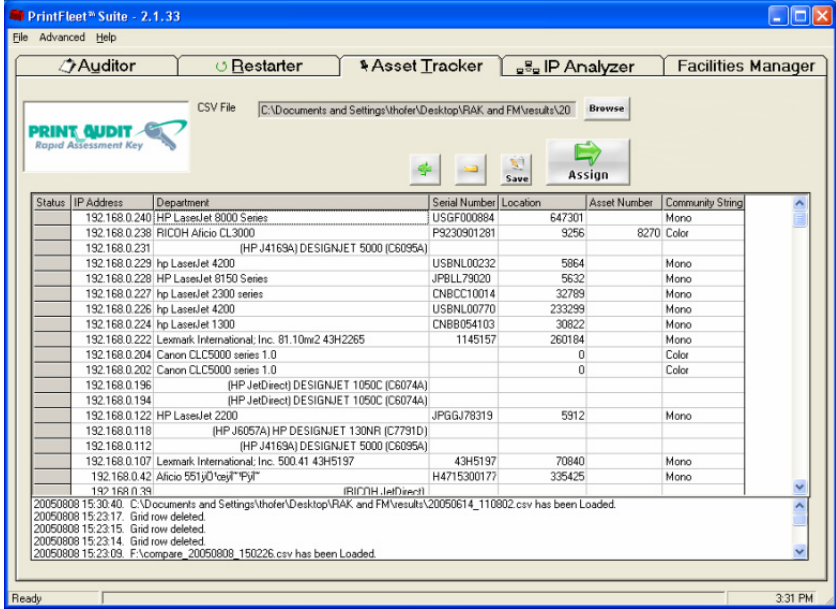 PrintFleet™ Suite - 2.1.33
File Advanced Help
Auditor Restarter Asset Tracker IP Analyzer Facilities Manager
CSV File C:\Documents and Settings\thofer\Desktop\RAK and FM\results\20 Browse
PRINT AUDIT
Rapid Assessment Key
Save Assign
Status IP Address Department Serial Number Location Asset Number Community String
192.168.0.240 HP LaserJet 8000 Series USGF000884 647301 Mono
192.168.0.238 RICOH Aficio CL3000 P9230901281 9256 8270 Color
192.168.0.231 (HP J4169A) DESIGNJET 5000 (C6095A)
192.168.0.229 hp LaserJet 4200 USBNL00232 5864 Mono
192.168.0.228 HP LaserJet 8150 Series JPBLL79020 5632 Mono
192.168.0.227 hp LaserJet 2300 series CNBCC10014 32789 Mono
192.168.0.226 hp LaserJet 4200 USBNL00770 233299 Mono
192.168.0.224 hp LaserJet 1300 CNBB054103 30822 Mono
192.168.0.222 Lexmark International; Inc. 81.10mr2 43H2265 1145157 260184 Mono
192.168.0.204 Canon CLC5000 series 1.0 0 Color
192.168.0.202 Canon CLC5000 series 1.0 0 Color
192.168.0.196 (HP JetDirect) DESIGNJET 1050C (C6074A)
192.168.0.194 (HP JetDirect) DESIGNJET 1050C (C6074A)
192.168.0.122 HP LaserJet 2200 JPGGJ78319 5912 Mono
192.168.0.118 (HP J6057A) HP DESIGNJET 130NR (C7791D)
192.168.0.112 (HP J4169A) DESIGNJET 5000 (C6095A)
192.168.0.107 Lexmark International; Inc. 500.41 43H5197 43H5197 70840 Mono
192.168.0.42 Aficio H4715300177 335425 Mono
192.168.0.39 (RICOH JetDirect)
20050808 15:30:40. C:\Documents and Settings\thofer\Desktop\RAK and FM\results\20050614_110802.csv has been Loaded.
20050808 15:23:17. Grid row deleted.
20050808 15:23:15. Grid row deleted.
20050808 15:23:14. Grid row deleted.
20050808 15:23:09. F:\compare_20050808_150226.csv has been Loaded.
Ready 3:31 PM